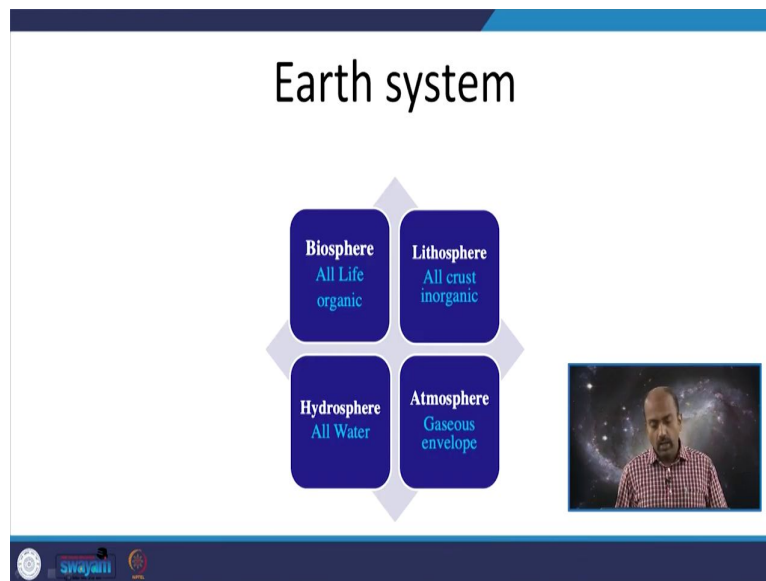 Earth system
Biosphere
All Life
organic
Lithosphere
All crust
inorganic
Hydrosphere
All Water
Atmosphere
Gaseous
envelope
swayam